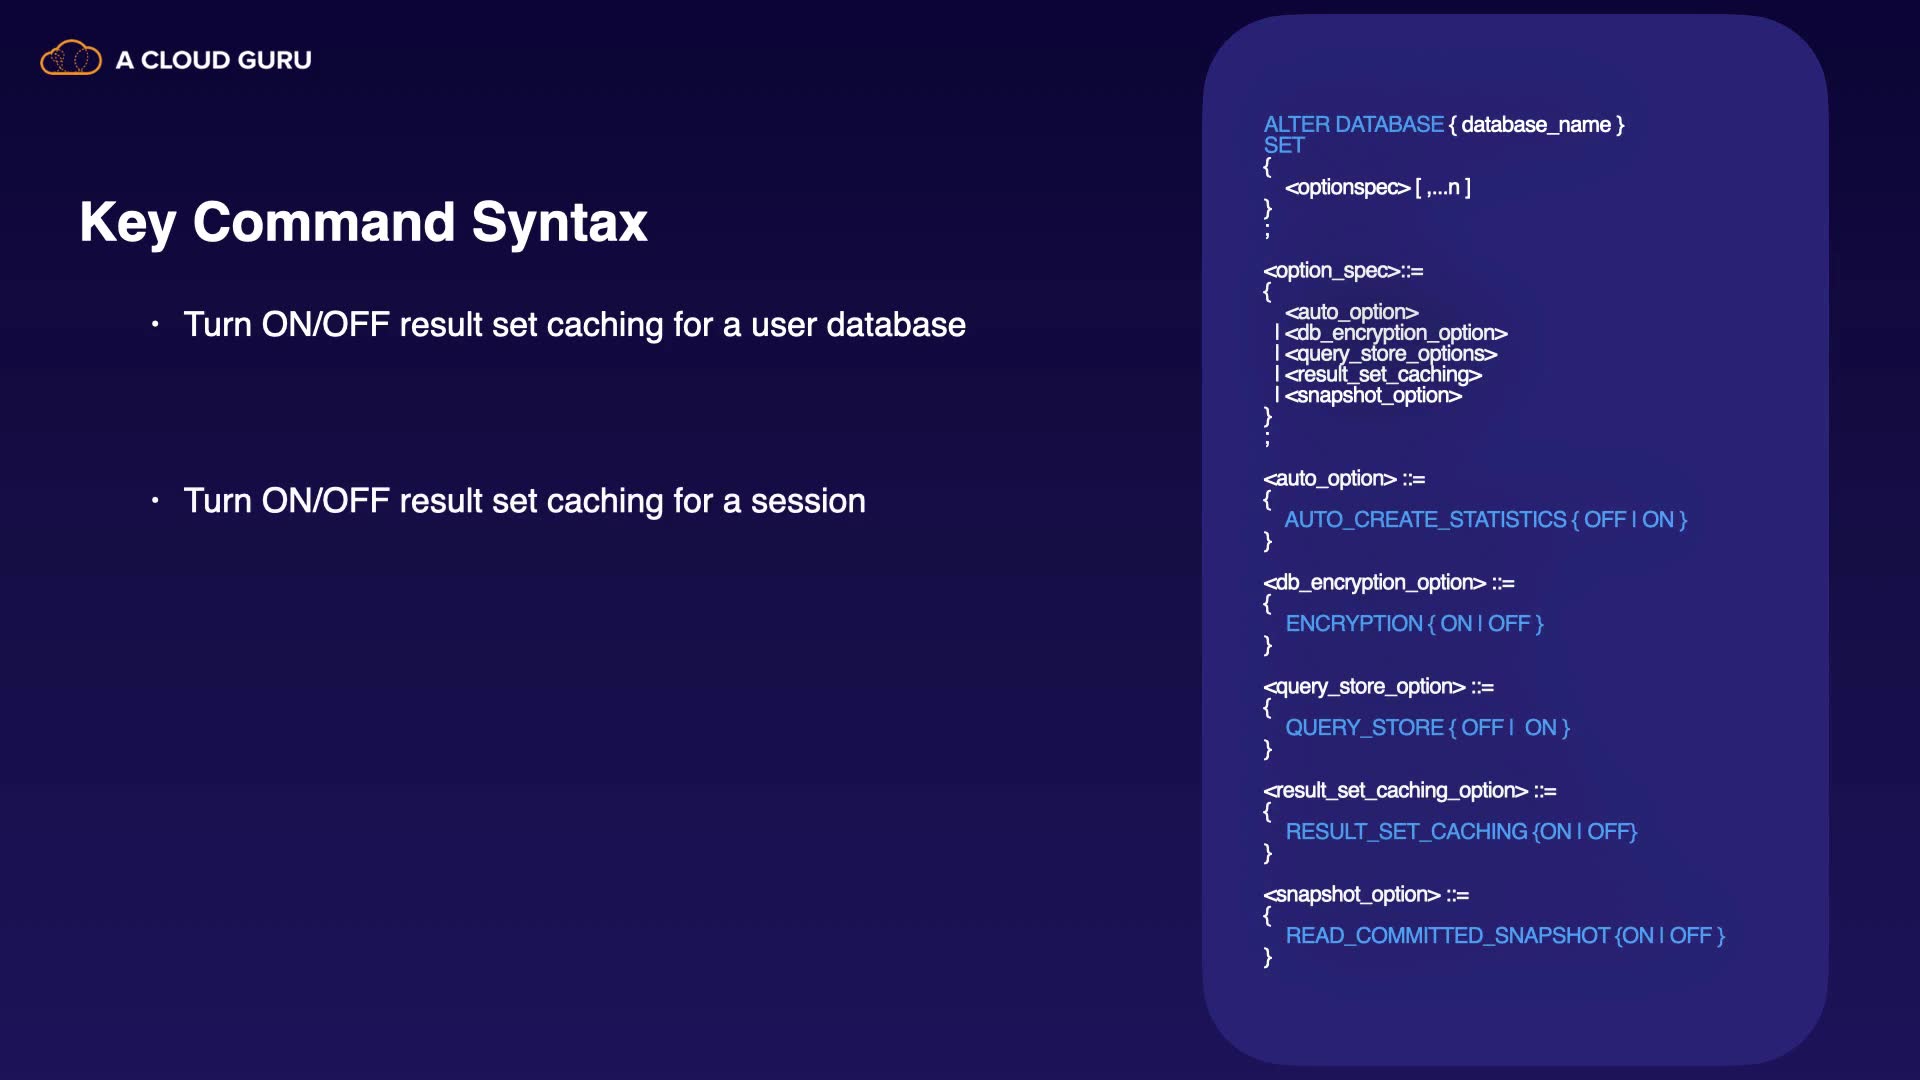 A CLOUD GURU
Key Command Syntax
· Turn ON/OFF result set caching for a user database
· Turn ON/OFF result set caching for a session
ALTER DATABASE { database_name }
SET
{
<optionspec> [ ,...n ]
}
;
<option_spec>::=
{
<auto_option>
| <db_encryption_option>
| <query_store_options>
| <result_set_caching>
| <snapshot_option>
}
;
<auto_option> ::=
{
AUTO_CREATE_STATISTICS { OFF | ON }
}
<db_encryption_option> ::=
{
ENCRYPTION { ON | OFF }
}
<query_store_option> ::=
{
QUERY_STORE { OFF | ON }
}
<result_set_caching_option> ::=
{
RESULT_SET_CACHING {ON | OFF}
}
<snapshot_option> ::=
{
READ_COMMITTED_SNAPSHOT {ON | OFF }
}